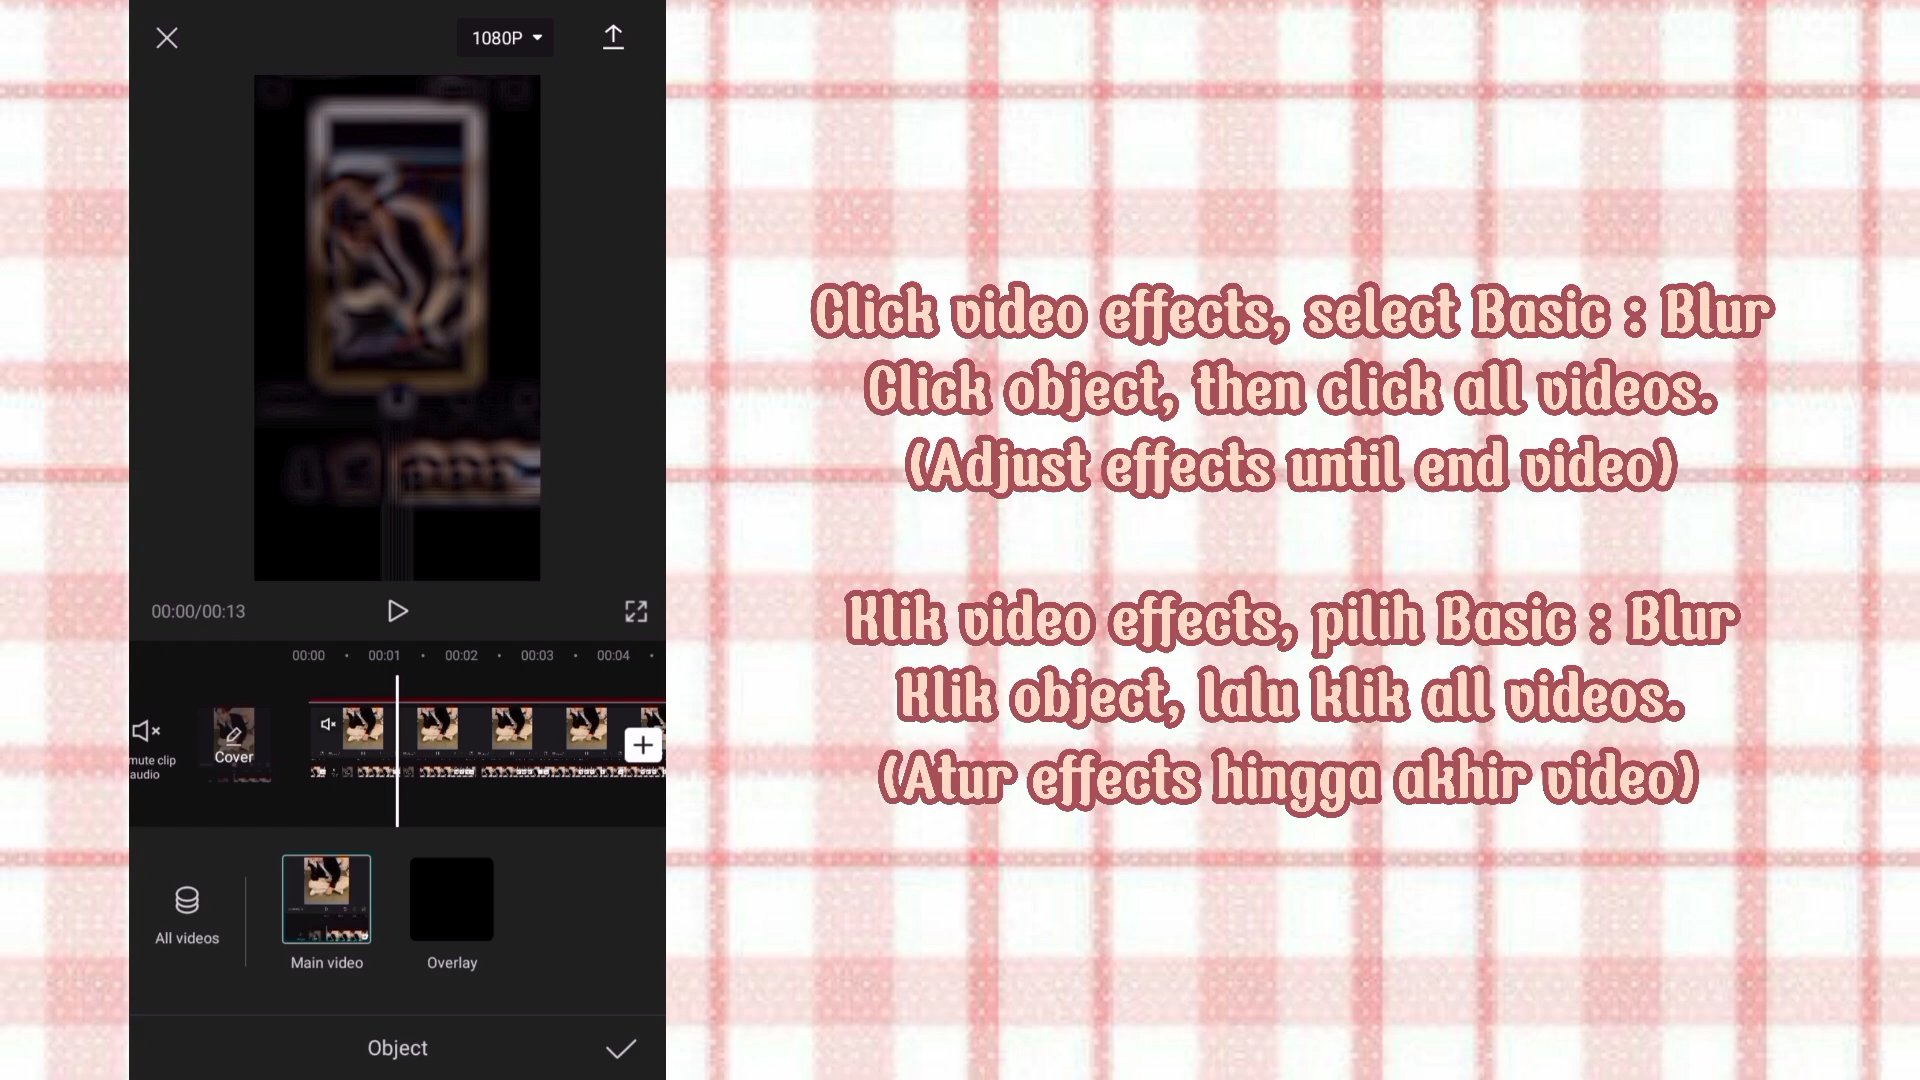 1080P
00:00/00:13
00:00 00:01 00:02 00:03 00:04
mute clip
audio
Cover
All videos
Main video
Overlay
Object
Click video effects, select Basic : Blur
Click object, then click all videos.
(Adjust effects until end video)
Klik video effects, pilih Basic : Blur
Klik object, lalu klik all videos.
(Atur effects hingga akhir video)